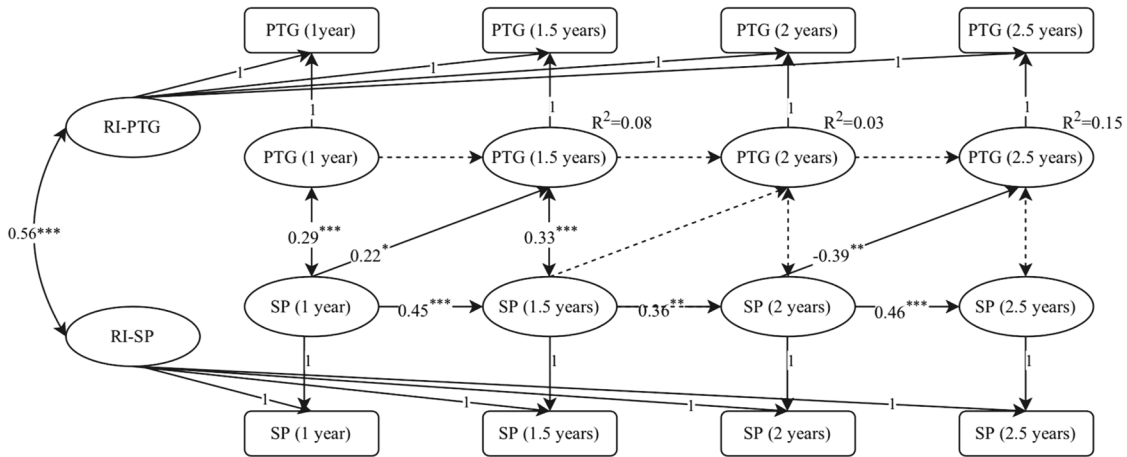 PTG (1year)
PTG (1.5 years)
PTG (2 years)
PTG (2.5 years)
1
1
1
1
RI-PTG
1
1
1
1
R²=0.08
R²=0.03
R²=0.15
PTG (1 year)
PTG (1.5 years)
PTG (2 years)
PTG (2.5 years)
0.56***
0.29***
0.22*
0.33***
-0.39**
SP (1 year)
0.45***
SP (1.5 years)
0.36**
SP (2 years)
0.46***
SP (2.5 years)
RI-SP
1
1
1
1
1
1
1
1
SP (1 year)
SP (1.5 years)
SP (2 years)
SP (2.5 years)